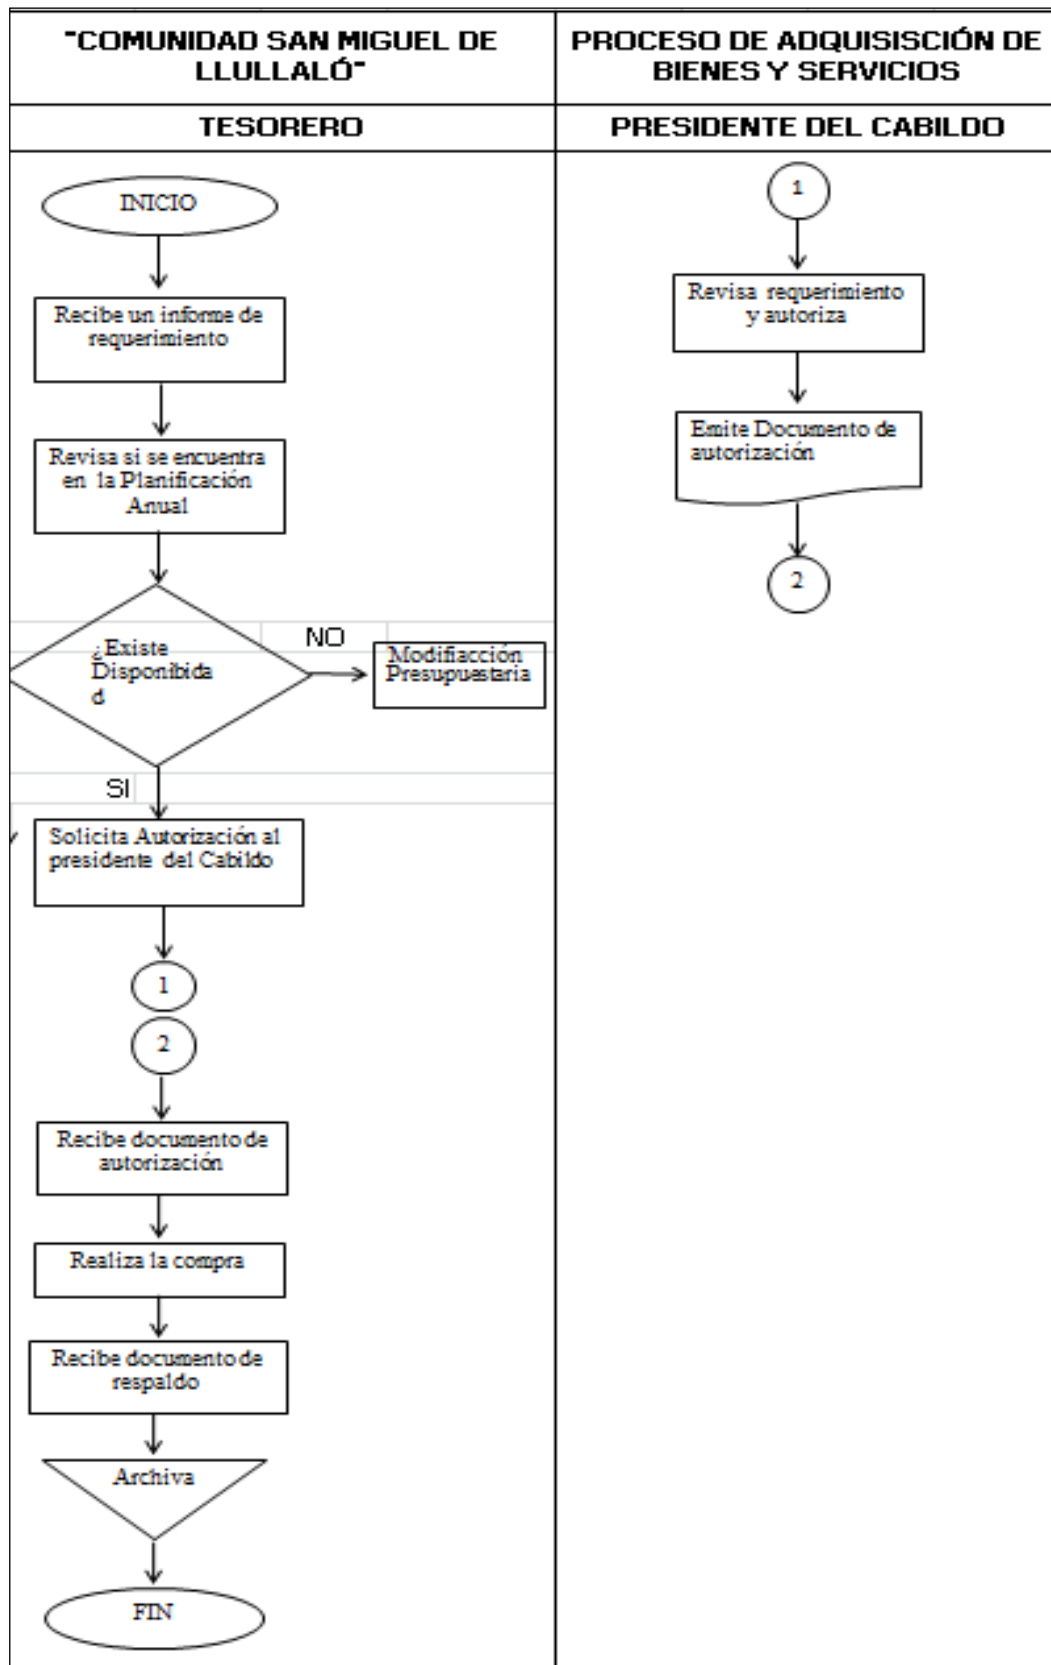 "COMUNIDAD SAN MIGUEL DE
LLULLALÓ"
PROCESO DE ADQUISISCIÓN DE
BIENES Y SERVICIOS
TESORERO
PRESIDENTE DEL CABILDO
INICIO
Recibe un informe de
requerimiento
Revisa si se encuentra
en la Planificación
Anual
¿Existe
Disponibida
d
NO
Modifiacción
Presupuestaria
SI
Solicita Autorización al
presidente del Cabildo
1
2
Recibe documento de
autorización
Realiza la compra
Recibe documento de
respaldo
Archiva
FIN
1
Revisa requerimiento
y autoriza
Emite Documento de
autorización
2